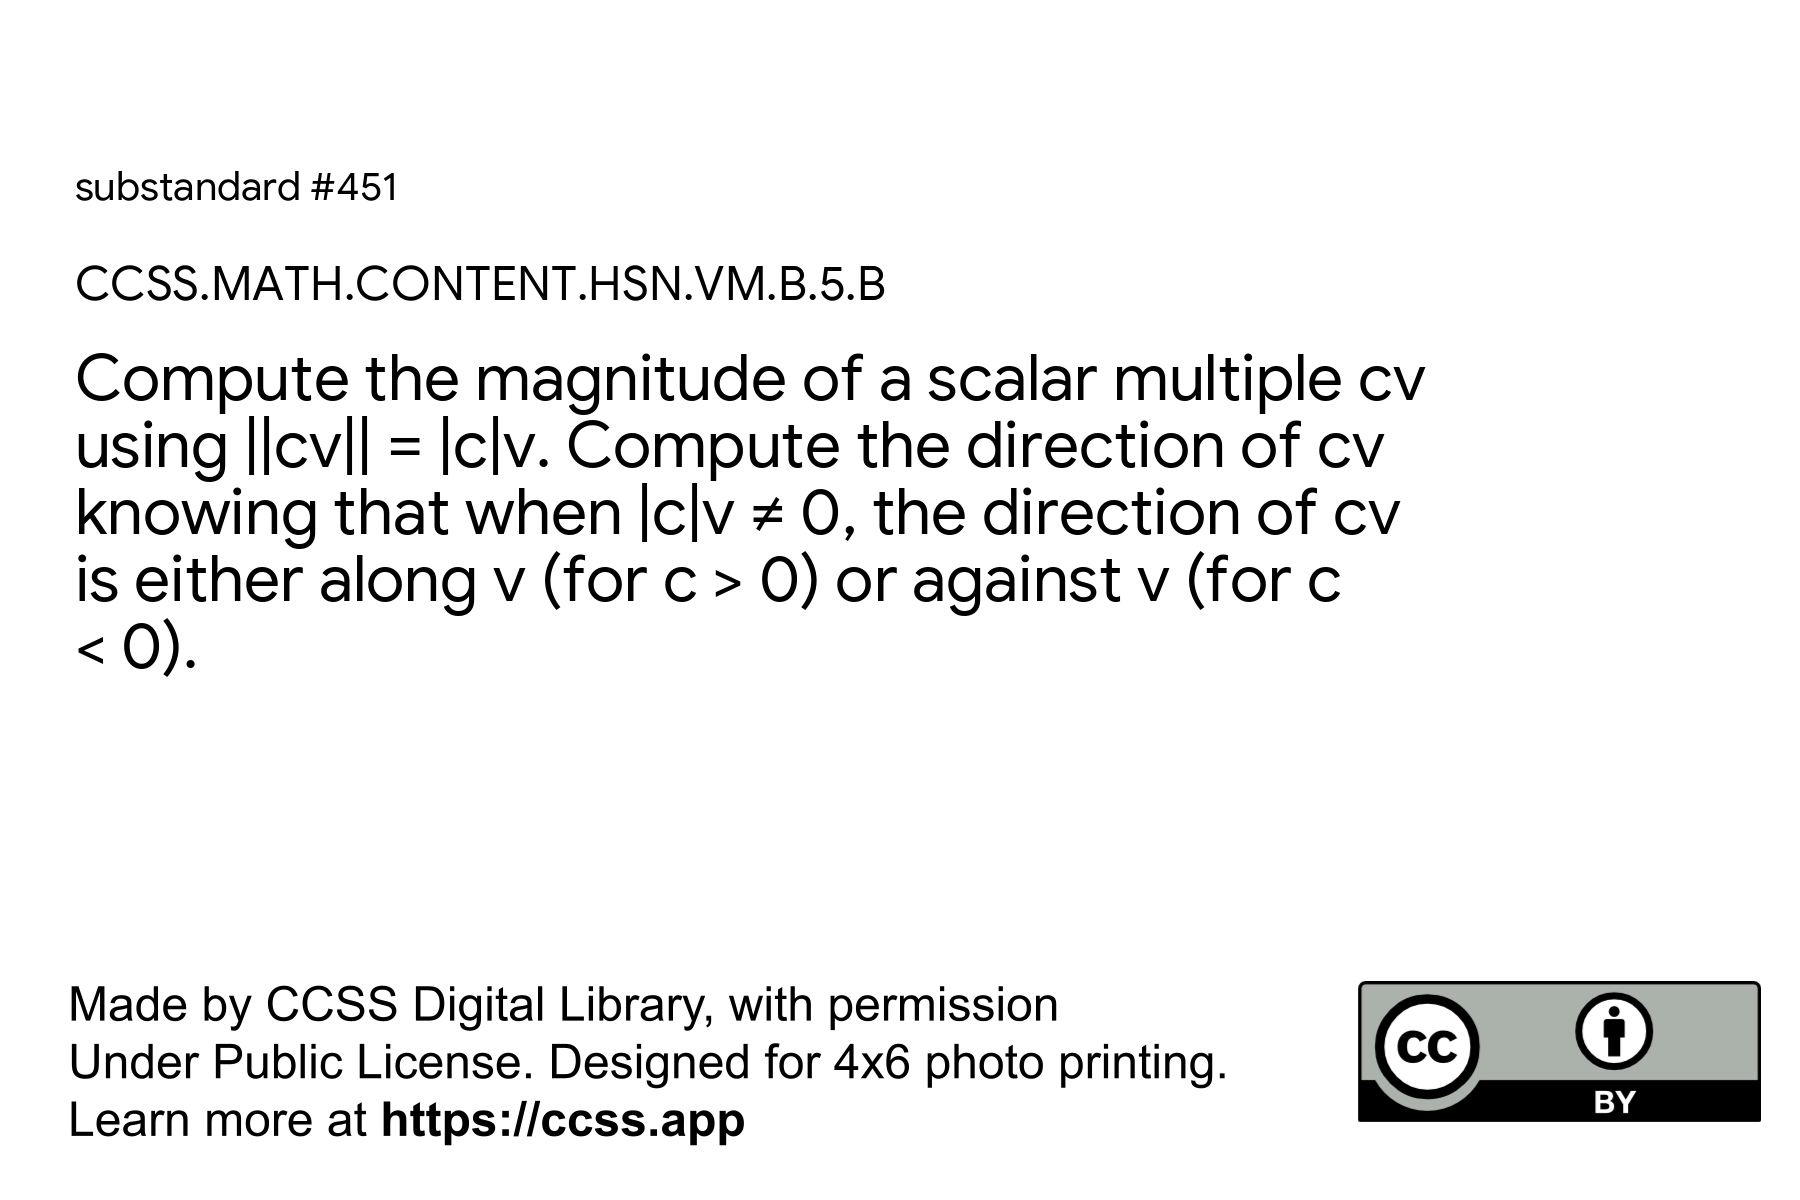 substandard #451
CCSS.MATH.CONTENT.HSN.VM.B.5.B
Compute the magnitude of a scalar multiple cv
using ||cv|| = |c|v. Compute the direction of cv
knowing that when |c|v ≠ 0, the direction of cv
is either along v (for c > 0) or against v (for c
< 0).
Made by CCSS Digital Library, with permission
Under Public License. Designed for 4x6 photo printing.
Learn more at https://ccss.app
CC
BY